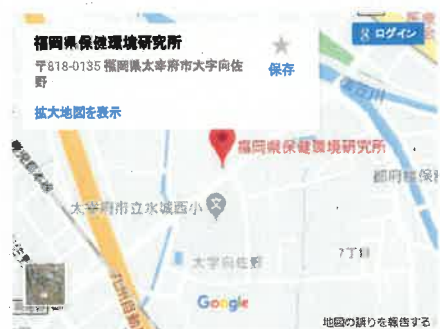 福岡県保健環境研究所
〒818-0135 福岡県太宰府市大字向佐
野
保存
拡大地図を表示
ログイン
福岡県保健環境研究所
太宰府市立水城西小
文
大字向佐野
7丁目
Google
地図の誤りを報告する